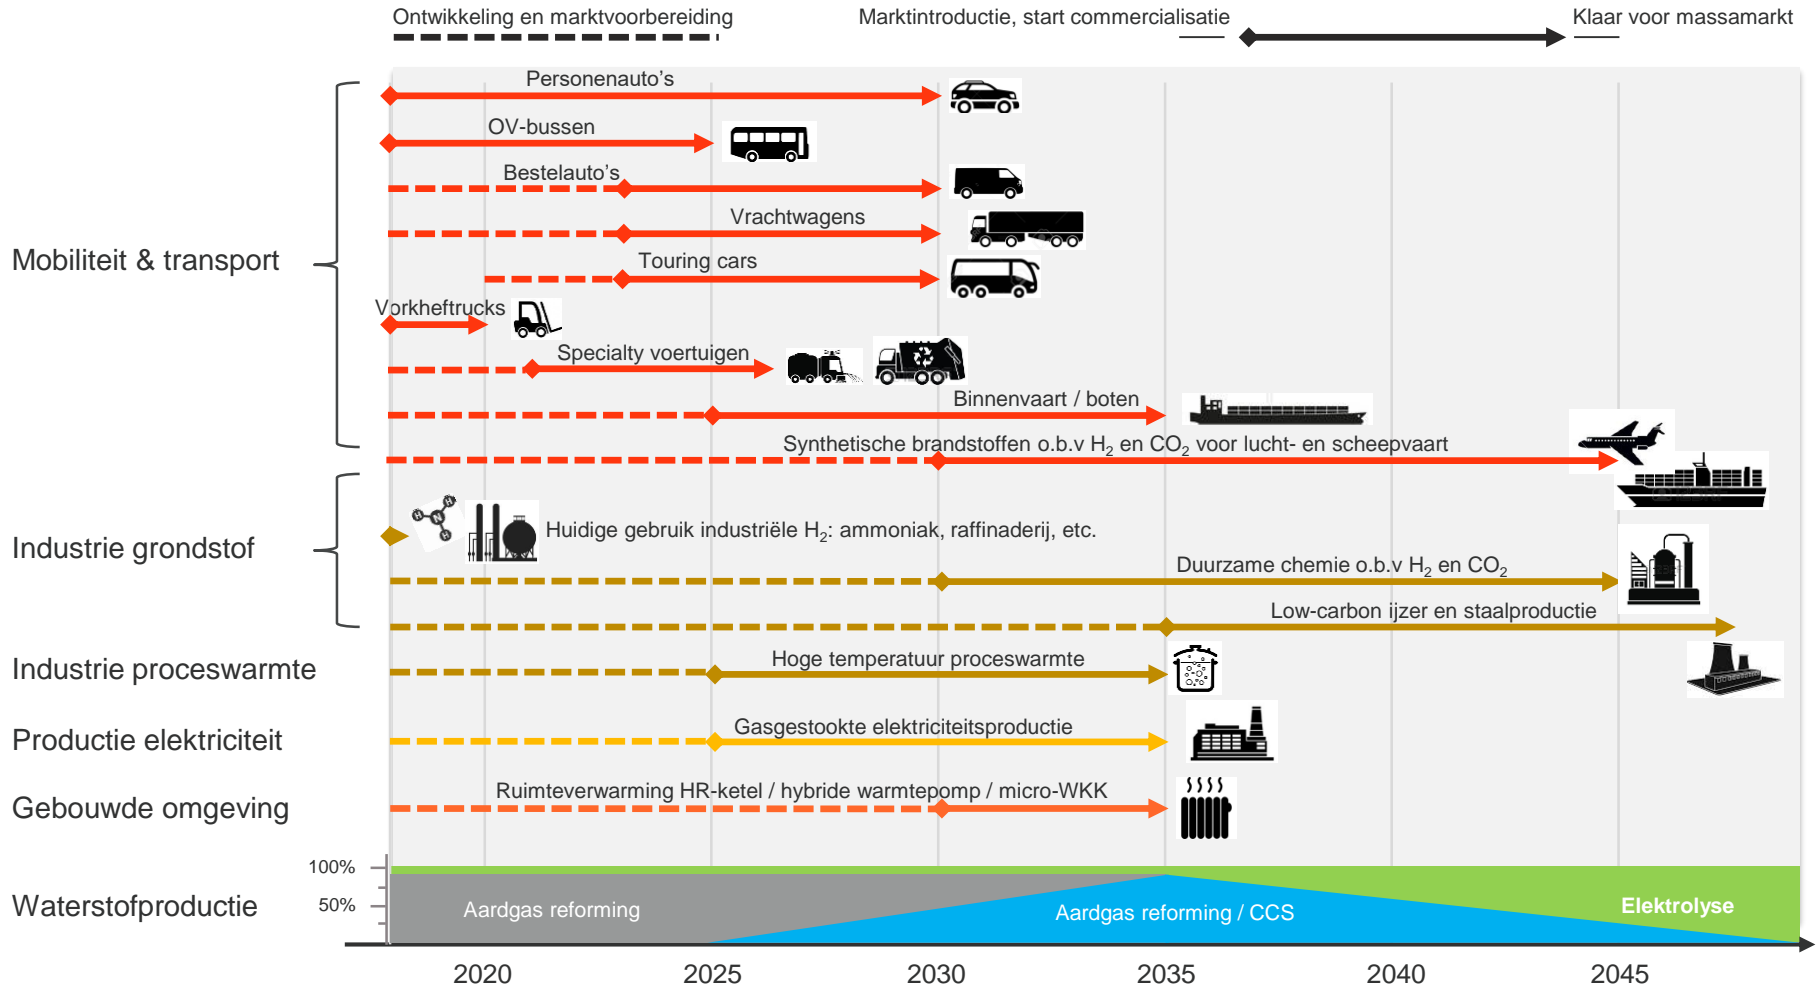 Ontwikkeling en marktvoorbereiding
Marktintroductie, start commercialisatie
Klaar voor massamarkt
Mobiliteit & transport
Personenauto’s
OV-bussen
Bestelauto’s
Vrachtwagens
Touring cars
Vorkheftrucks
Specialty voertuigen
Binnenvaart / boten
Synthetische brandstoffen o.b.v H₂ en CO₂ voor lucht- en scheepvaart
Industrie grondstof
H
N
H
H
Huidige gebruik industriële H₂: ammoniak, raffinaderij, etc.
Duurzame chemie o.b.v H₂ en CO₂
Low-carbon ijzer en staalproductie
Industrie proceswarmte
Hoge temperatuur proceswarmte
Productie elektriciteit
Gasgestookte elektriciteitsproductie
Gebouwde omgeving
Ruimteverwarming HR-ketel / hybride warmtepomp / micro-WKK
Waterstofproductie
100%
50%
Aardgas reforming
Aardgas reforming / CCS
Elektrolyse
2020
2025
2030
2035
2040
2045